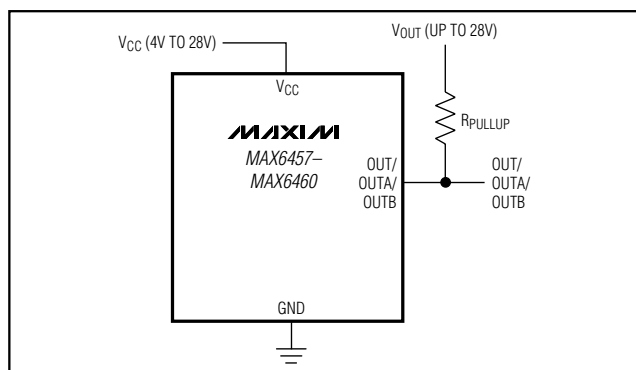 VCC (4V TO 28V)
VOUT (UP TO 28V)
VCC
RPULLUP
MAXIM
MAX6457–
MAX6460
OUT/
OUTA/
OUTB
OUT/
OUTA/
OUTB
GND